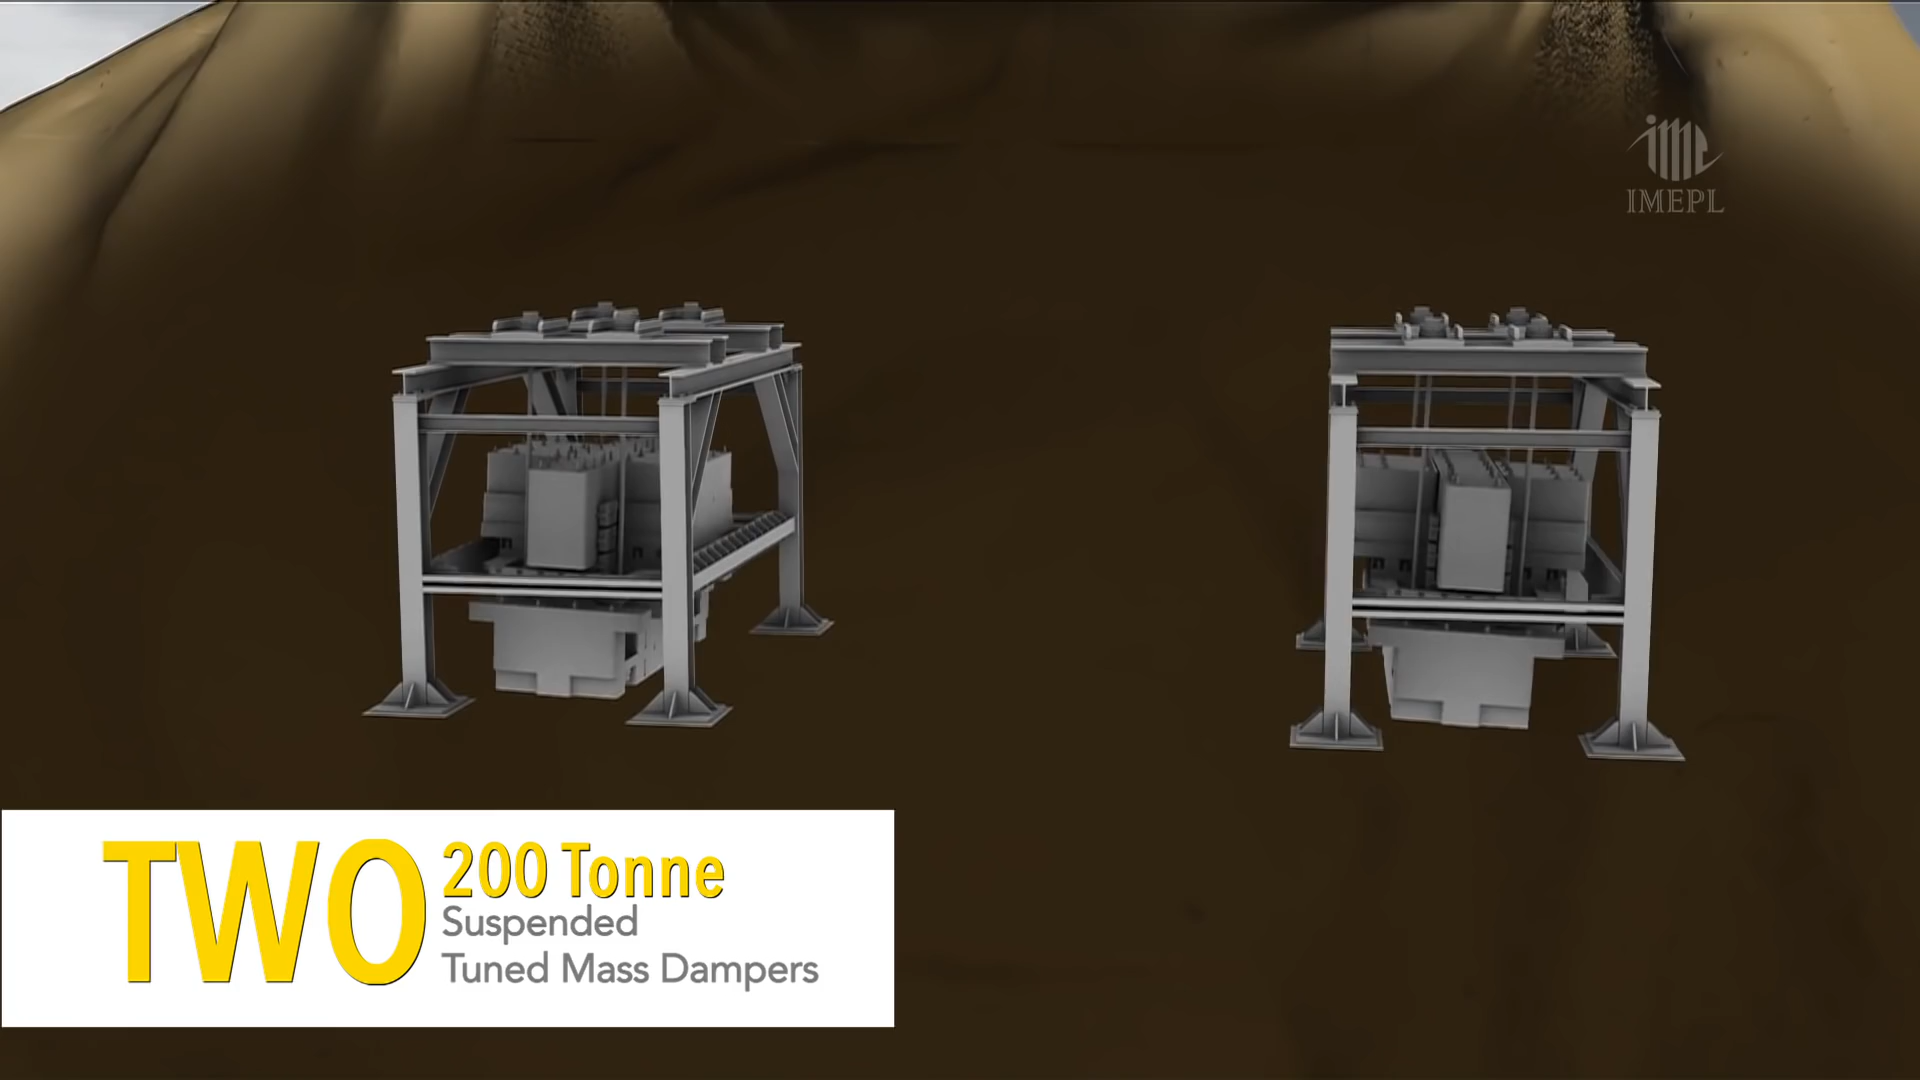 IMEPL
TWO
200 Tonne
Suspended
Tuned Mass Dampers